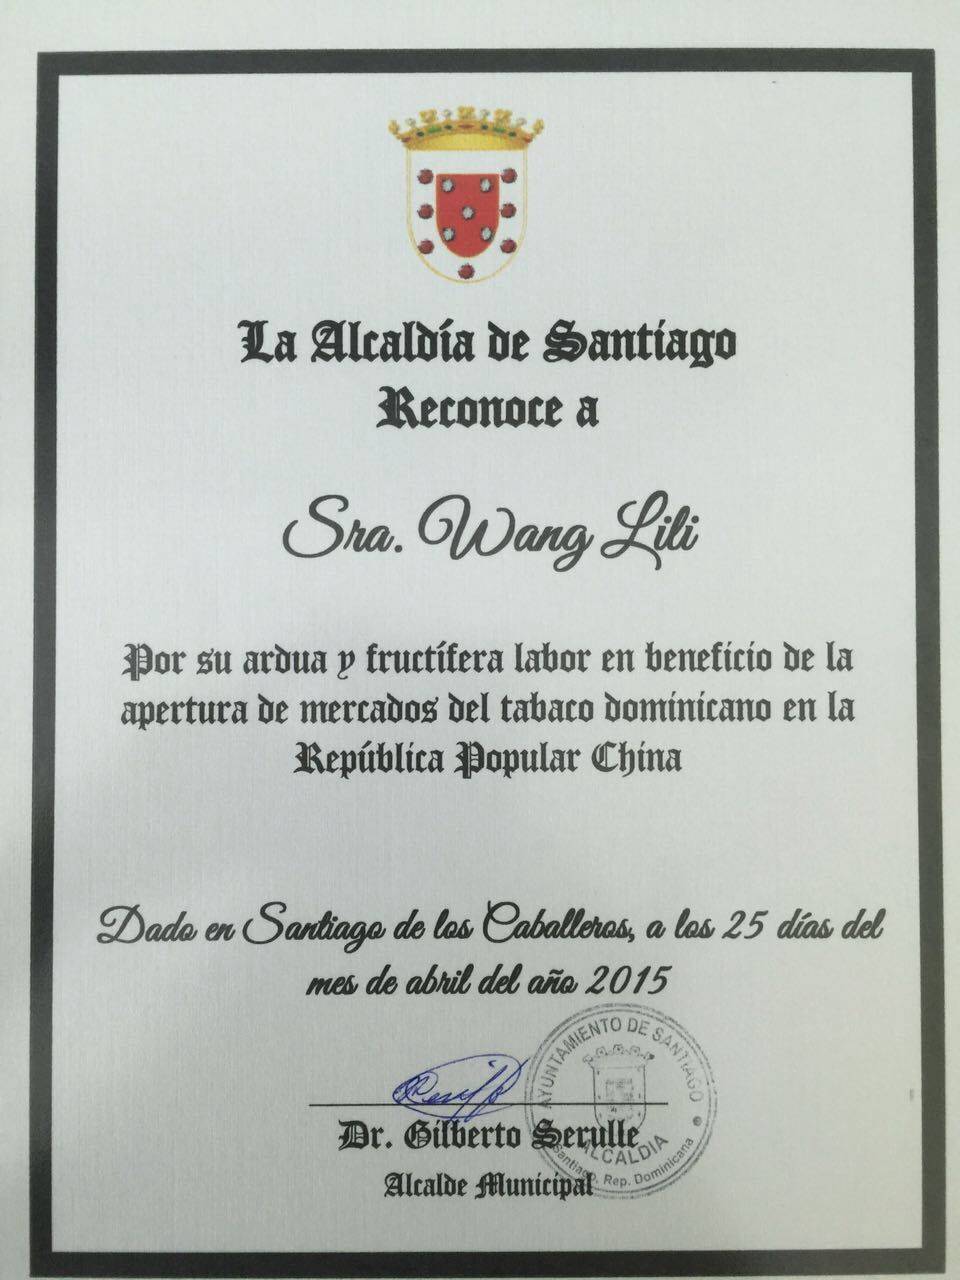 La Alcaldía de Santiago
Reconoce a
Sra. Wang Lili
Por su ardua y fructífera labor en beneficio de la
apertura de mercados del tabaco dominicano en la
República Popular China
Dado en Santiago de los Caballeros, a los 25 días del
mes de abril del año 2015
Dr. Gilberto Serulle
Alcalde Municipal
AYUNTAMIENTO DE SANTIAGO
ALCALDIA
Santiago, Rep. Dominicana